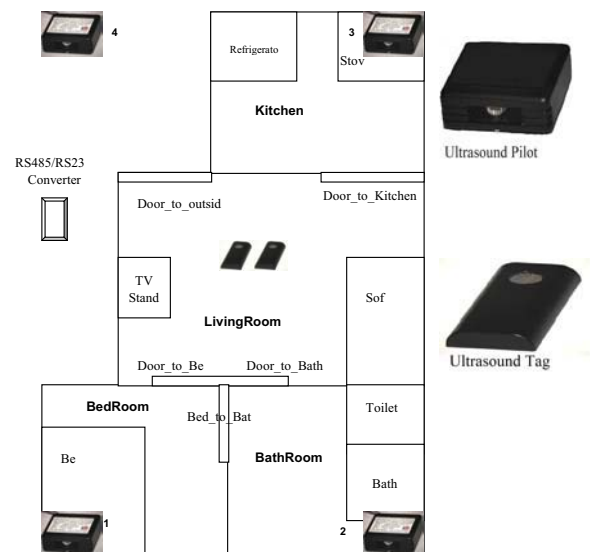 4
3
Refrigerato
Stov
Kitchen
Ultrasound Pilot
RS485/RS23
Converter
Door_to_outsid
Door_to_Kitchen
TV
Stand
Sof
LivingRoom
Ultrasound Tag
Door_to_Be
Door_to_Bath
BedRoom
Bed_to_Bat
Toilet
Be
BathRoom
Bath
1
2